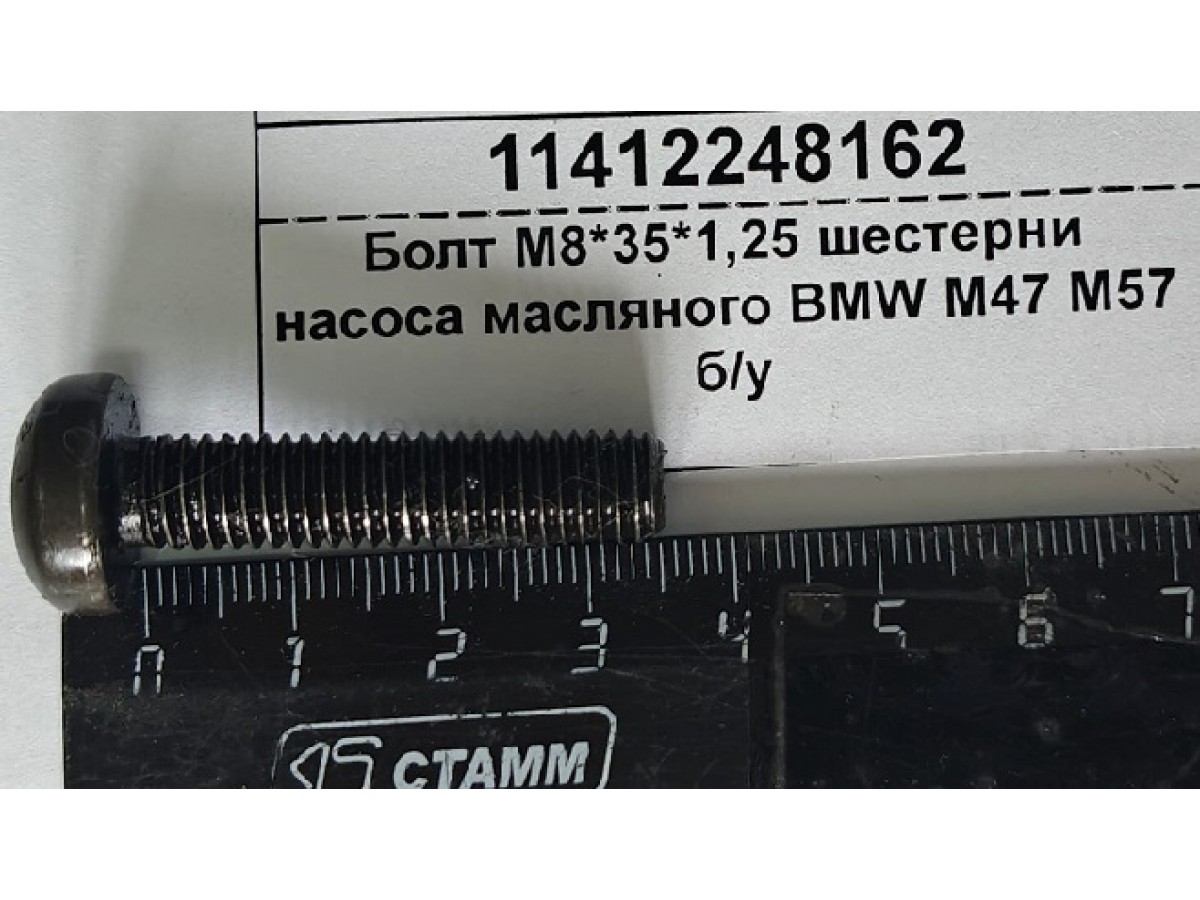 11412248162
Болт М8*35*1,25 шестерни
насоса масляного BMW M47 M57
б/у
0 1 2 3 4 5 6 7
СТАММ